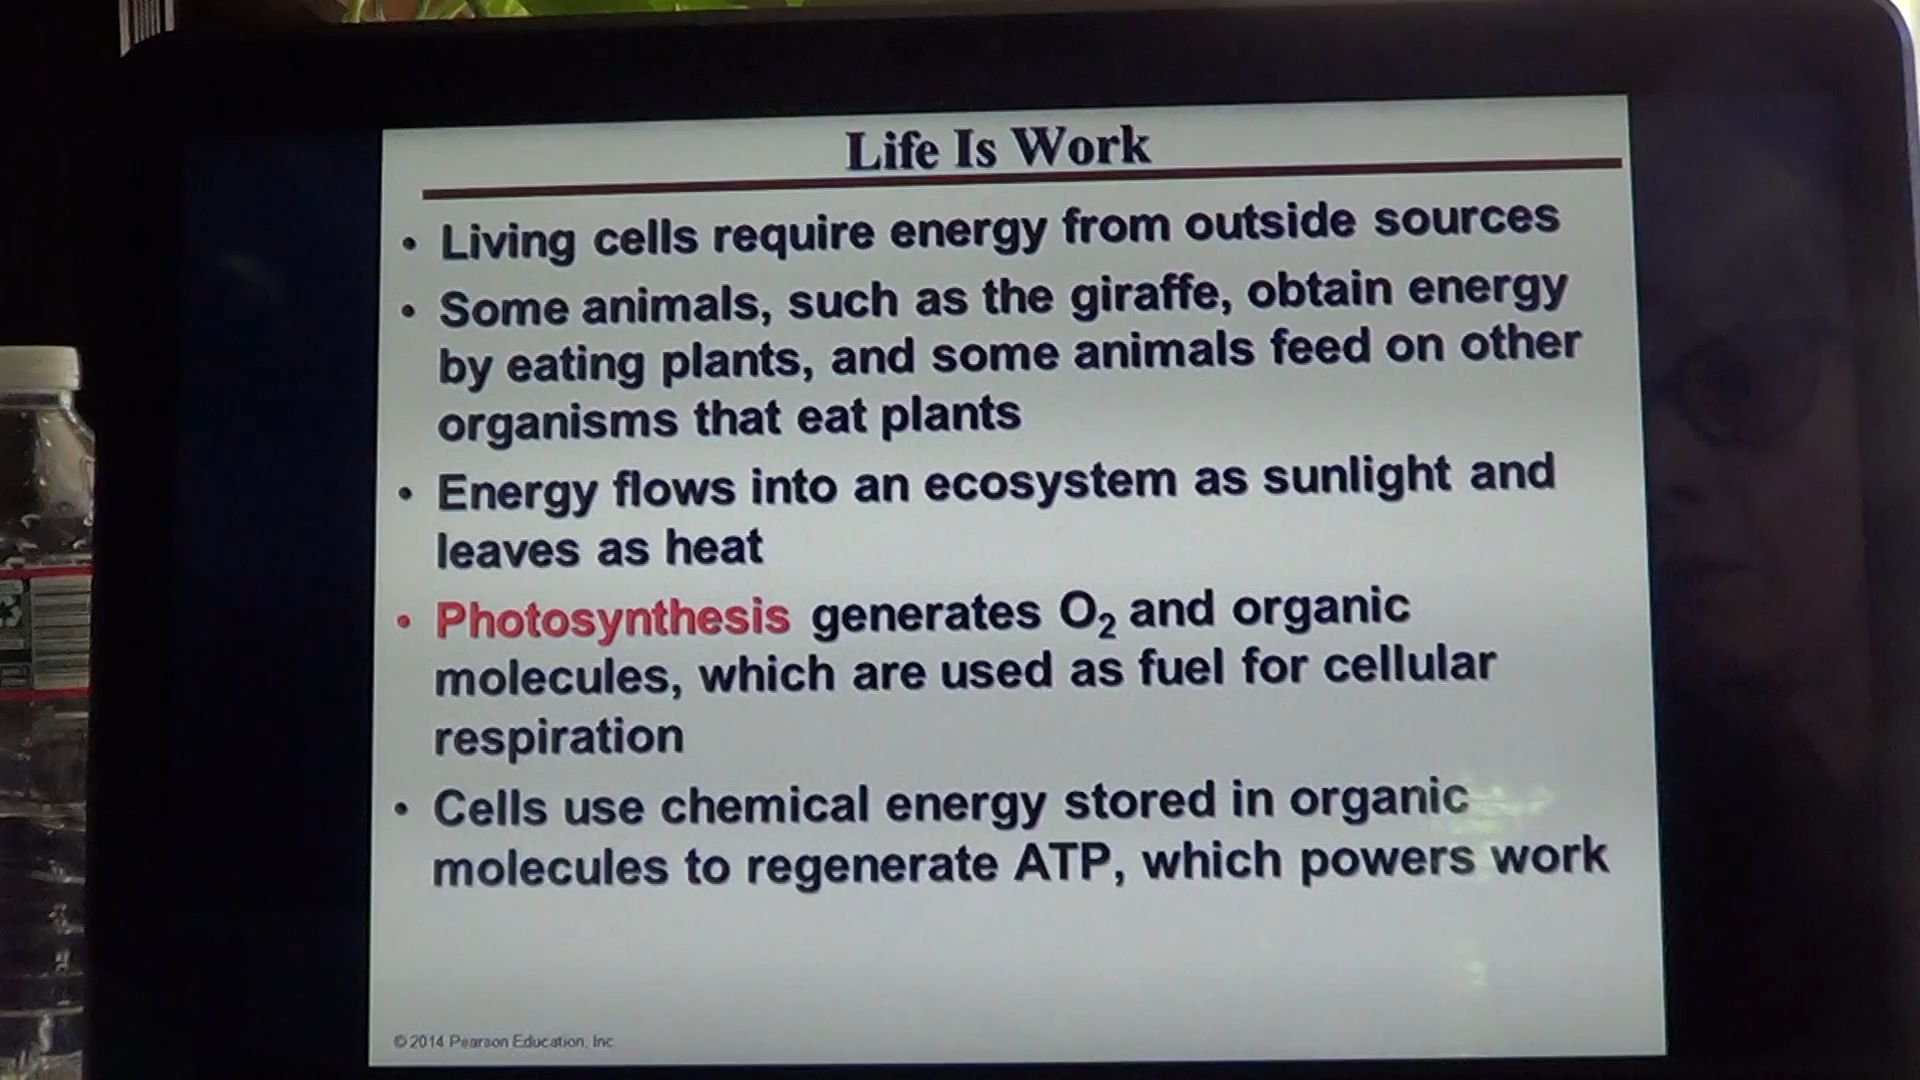 Life Is Work
• Living cells require energy from outside sources
• Some animals, such as the giraffe, obtain energy
by eating plants, and some animals feed on other
organisms that eat plants
• Energy flows into an ecosystem as sunlight and
leaves as heat
• Photosynthesis generates O₂ and organic
molecules, which are used as fuel for cellular
respiration
• Cells use chemical energy stored in organic
molecules to regenerate ATP, which powers work
© 2014 Pearson Education, Inc